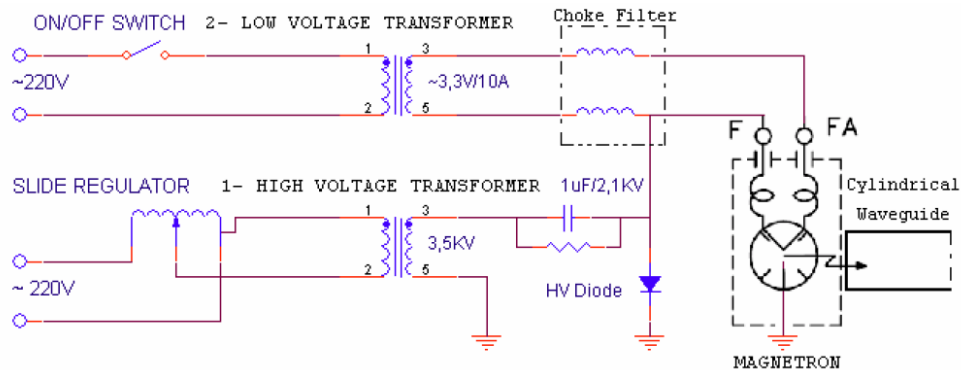 ON/OFF SWITCH
2- LOW VOLTAGE TRANSFORMER
Choke Filter
1
3
~220V
~3,3V/10A
2
5
F
FA
SLIDE REGULATOR
1- HIGH VOLTAGE TRANSFORMER
1uF/2,1KV
Cylindrical
Waveguide
1
3
3,5KV
2
5
~ 220V
HV Diode
MAGNETRON